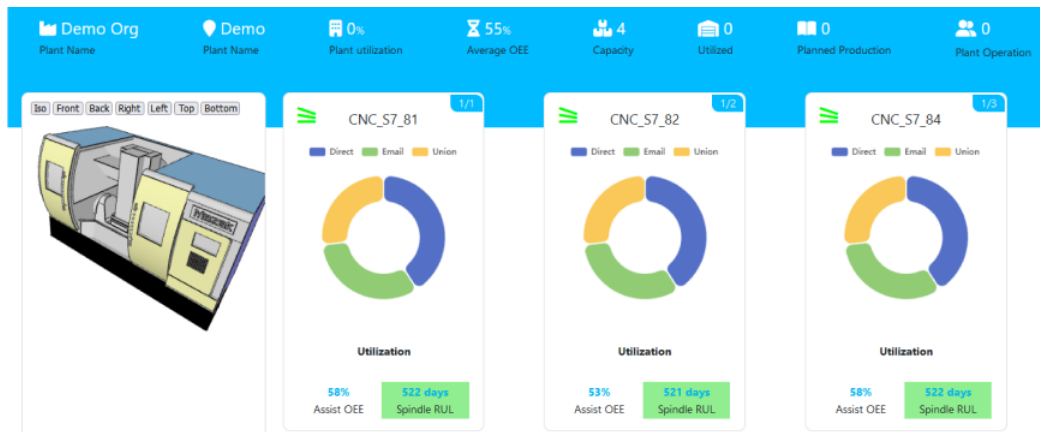 Demo Org
Plant Name
Demo
Plant Name
0%
Plant utilization
55%
Average OEE
4
Capacity
0
Utilized
0
Planned Production
0
Plant Operation
Iso Front Back Right Left Top Bottom
Mazak
1/1
CNC_S7_81
Direct Email Union
Utilization
58%
Assist OEE
522 days
Spindle RUL
1/2
CNC_S7_82
Direct Email Union
Utilization
53%
Assist OEE
521 days
Spindle RUL
1/3
CNC_S7_84
Direct Email Union
Utilization
58%
Assist OEE
522 days
Spindle RUL